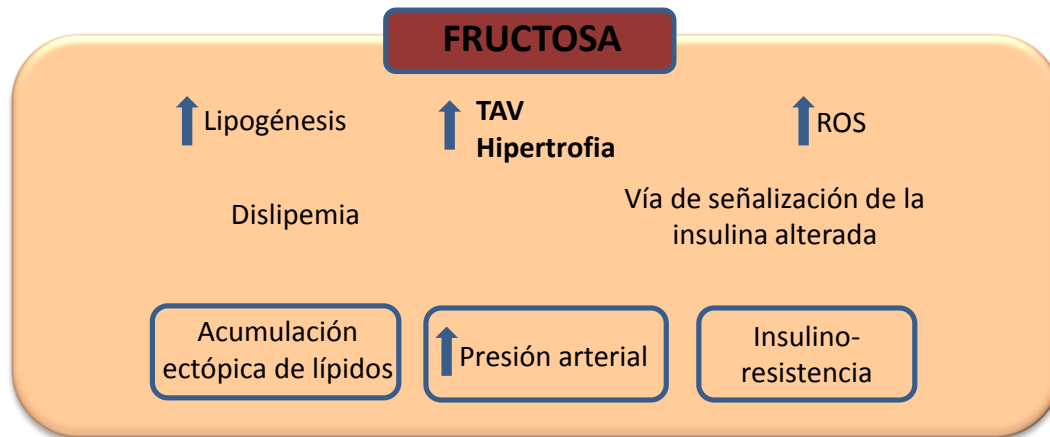 FRUCTOSA
Lipogénesis
TAV
Hipertrofia
ROS
Dislipemia
Vía de señalización de la
insulina alterada
Acumulación
ectópica de lípidos
Presión arterial
Insulino-
resistencia